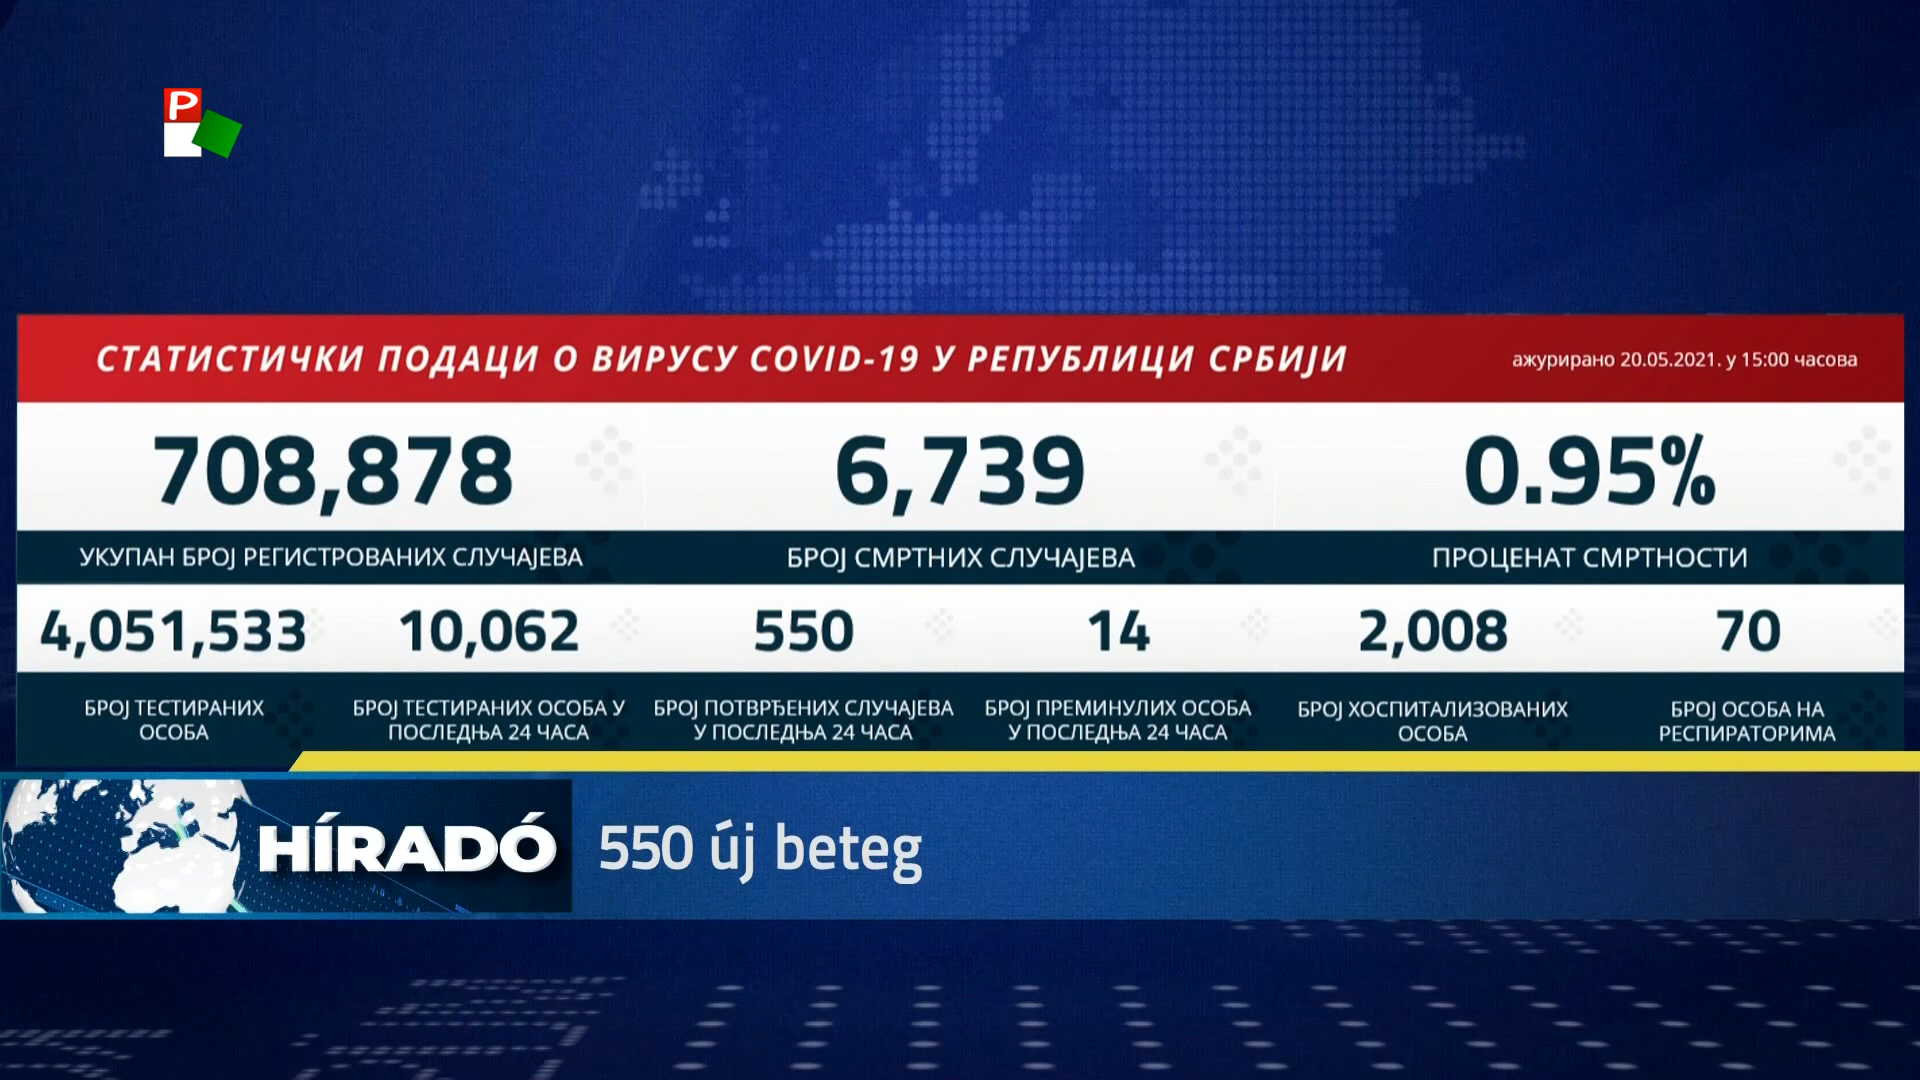 P
СТАТИСТИЧКИ ПОДАЦИ О ВИРУСУ COVID-19 У РЕПУБЛИЦИ СРБИЈИ
ажурирано 20.05.2021. у 15:00 часова
708,878
6,739
0.95%
УКУПАН БРОЈ РЕГИСТРОВАНИХ СЛУЧАЈЕВА
БРОЈ СМРТНИХ СЛУЧАЈЕВА
ПРОЦЕНАТ СМРТНОСТИ
4,051,533
10,062
550
14
2,008
70
БРОЈ ТЕСТИРАНИХ
ОСОБА
БРОЈ ТЕСТИРАНИХ ОСОБА У
ПОСЛЕДЊА 24 ЧАСА
БРОЈ ПОТВРЂЕНИХ СЛУЧАЈЕВА
У ПОСЛЕДЊА 24 ЧАСА
БРОЈ ПРЕМИНУЛИХ ОСОБА
У ПОСЛЕДЊА 24 ЧАСА
БРОЈ ХОСПИТАЛИЗОВАНИХ
ОСОБА
БРОЈ ОСОБА НА
РЕСПИРАТОРИМА
HÍRADÓ
550 új beteg